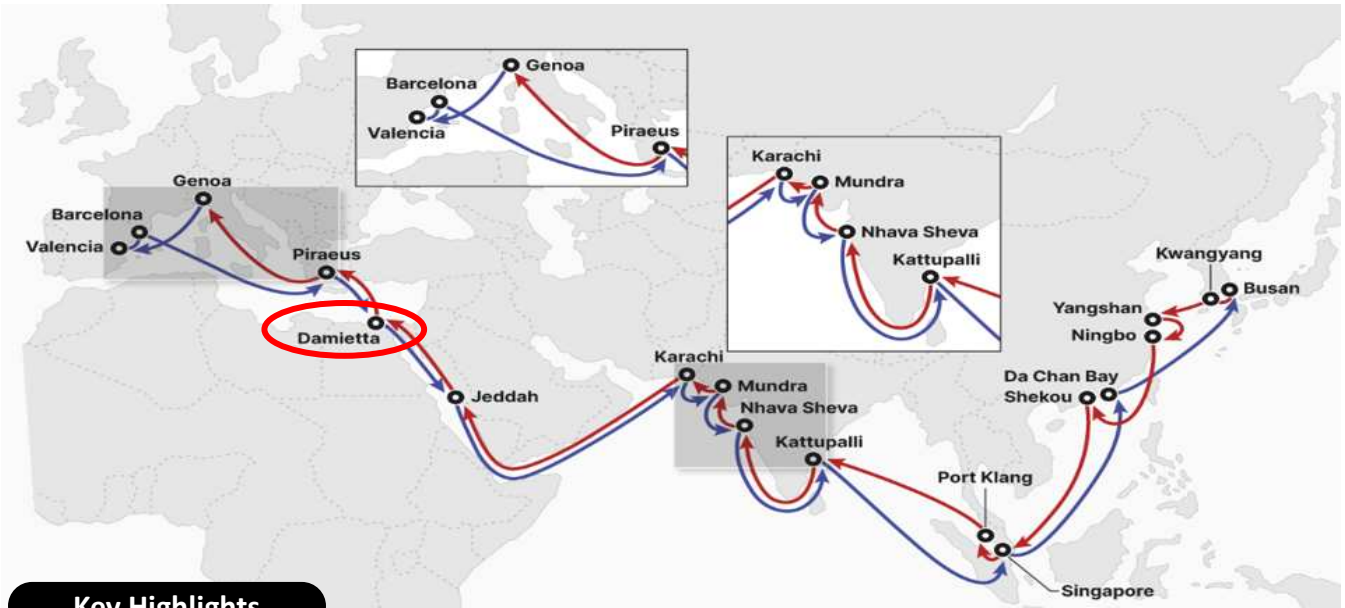 Genoa
Barcelona
Valencia
Piraeus
Karachi
Mundra
Nhava Sheva
Kattupalli
Genoa
Barcelona
Valencia
Piraeus
Damietta
Jeddah
Karachi
Mundra
Nhava Sheva
Kattupalli
Kwangyang
Busan
Yangshan
Ningbo
Da Chan Bay
Shekou
Port Klang
Singapore
Key Highlights